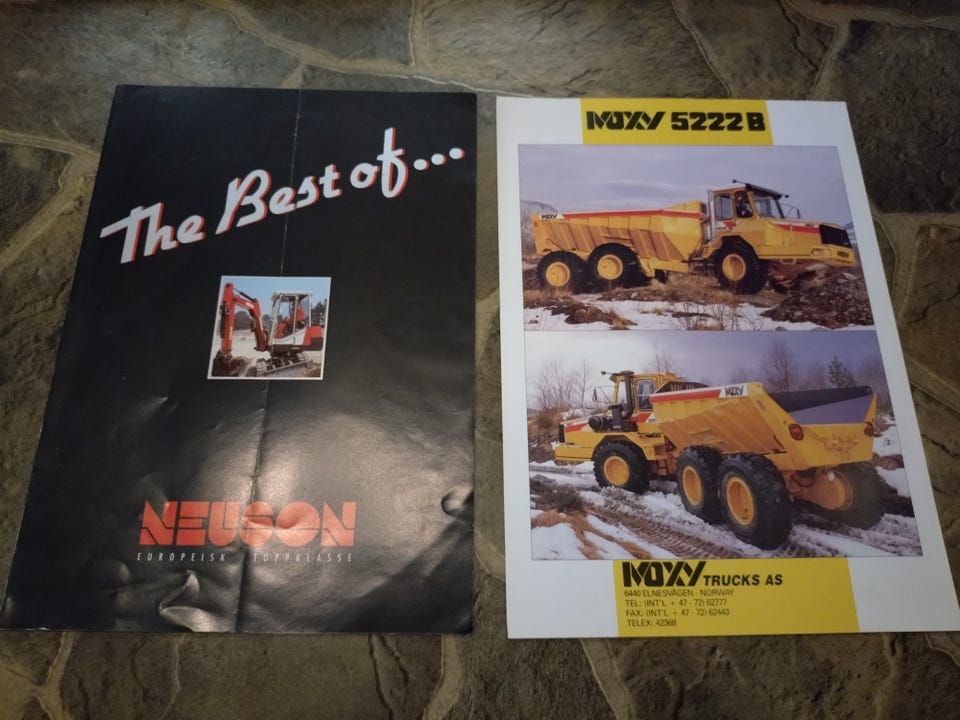 The Best of...
NEUSON
EUROPEISK TOPPKLASSE
MOXY 5222 B
MOXY
MOXY
MOXY
MOXY TRUCKS AS
6440 ELNESVÅGEN - NORWAY
TEL: (INT'L + 47 - 72) 62777
FAX: (INT'L + 47 - 72) 62443
TELEX: 42368